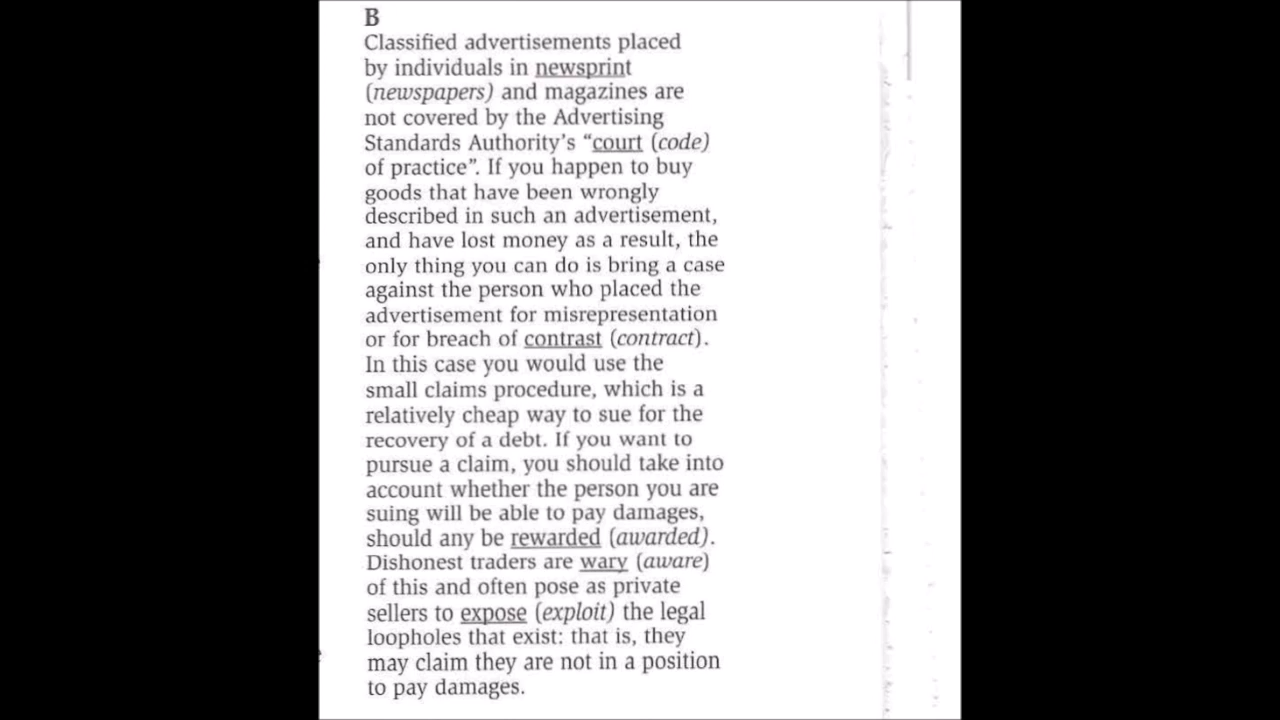 B
Classified advertisements placed
by individuals in newsprint
(newspapers) and magazines are
not covered by the Advertising
Standards Authority's "court (code)
of practice". If you happen to buy
goods that have been wrongly
described in such an advertisement,
and have lost money as a result, the
only thing you can do is bring a case
against the person who placed the
advertisement for misrepresentation
or for breach of contrast (contract).
In this case you would use the
small claims procedure, which is a
relatively cheap way to sue for the
recovery of a debt. If you want to
pursue a claim, you should take into
account whether the person you are
suing will be able to pay damages,
should any be rewarded (awarded).
Dishonest traders are wary (aware)
of this and often pose as private
sellers to expose (exploit) the legal
loopholes that exist: that is, they
may claim they are not in a position
to pay damages.